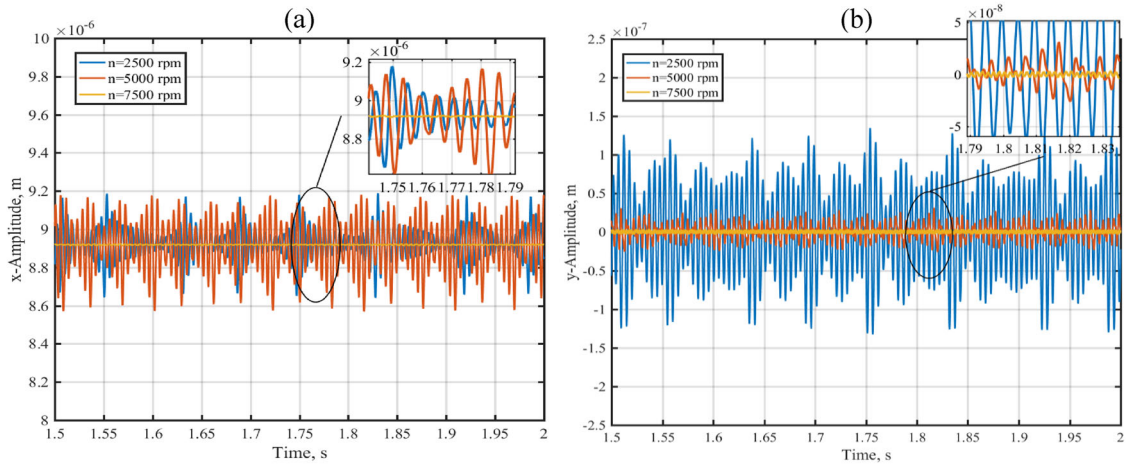 (a)
×10⁻⁶
10
9.8
9.6
9.4
9.2
9
8.8
8.6
8.4
8.2
8
x-Amplitude, m
n=2500 rpm
n=5000 rpm
n=7500 rpm
×10⁻⁶
9.2
9
8.8
1.75 1.76 1.77 1.78 1.79
1.5 1.55 1.6 1.65 1.7 1.75 1.8 1.85 1.9 1.95 2
Time, s
(b)
×10⁻⁷
2.5
2
1.5
1
0.5
0
-0.5
-1
-1.5
-2
-2.5
y-Amplitude, m
n=2500 rpm
n=5000 rpm
n=7500 rpm
×10⁻⁸
5
0
-5
1.79 1.8 1.81 1.82 1.83
1.5 1.55 1.6 1.65 1.7 1.75 1.8 1.85 1.9 1.95 2
Time, s